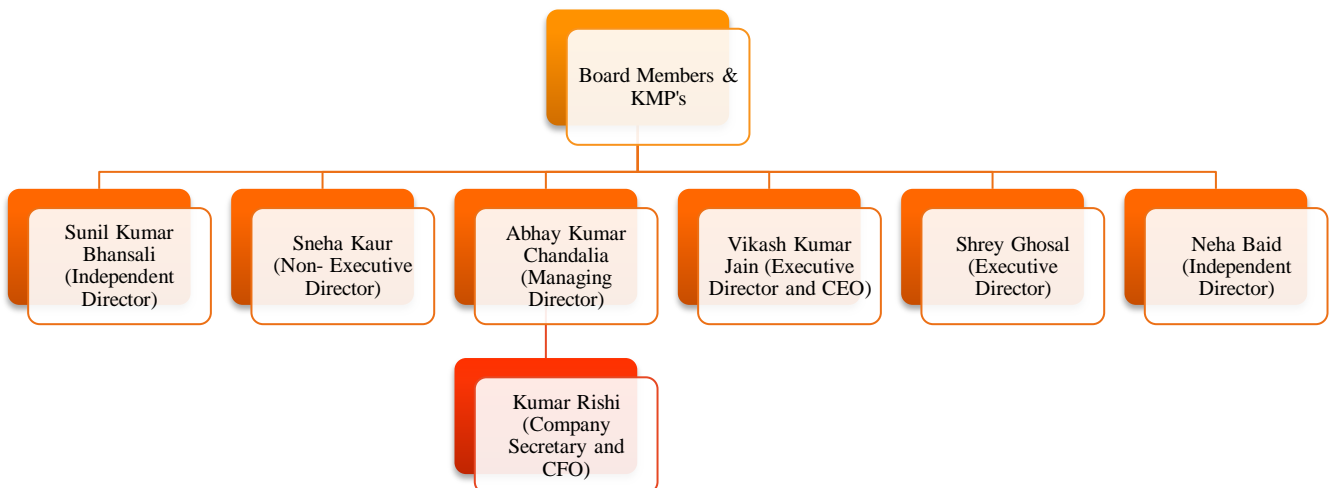 Board Members &
KMP's
Sunil Kumar
Bhansali
(Independent
Director)
Sneha Kaur
(Non- Executive
Director)
Abhay Kumar
Chandalia
(Managing
Director)
Vikash Kumar
Jain (Executive
Director and CEO)
Shrey Ghosal
(Executive
Director)
Neha Baid
(Independent
Director)
Kumar Rishi
(Company
Secretary and
CFO)